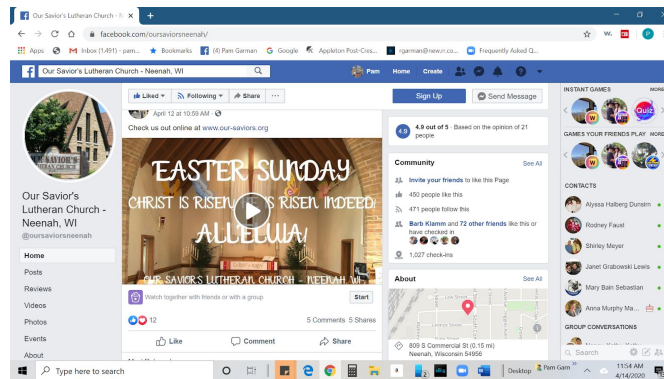 Our Savior's Lutheran Church - N
facebook.com/oursaviorsneenah/
Apps
Inbox (1,491) - pam...
Bookmarks
(4) Pam Garman
Google
Appleton Post-Cres...
rgarman@new.rr.co...
Frequently Asked Q...
Our Savior's Lutheran Church - Neenah, WI
Pam
Home
Create
Liked
Following
Share
Sign Up
Send Message
April 12 at 10:59 AM
Check us out online at www.our-saviors.org
EASTER SUNDAY
CHRIST IS RISEN, HE IS RISEN INDEED!
ALLELUIA!
OUR SAVIOR'S LUTHERAN CHURCH - NEENAH, WI
Watch together with friends or with a group
Start
12
5 Comments 5 Shares
Like
Comment
Share
Our Savior's
Lutheran Church -
Neenah, WI
@oursaviorsneenah
Home
Posts
Reviews
Videos
Photos
Events
About
4.9
4.9 out of 5 · Based on the opinion of 21
people
Community
See All
Invite your friends to like this Page
450 people like this
471 people follow this
Barb Klamm and 72 other friends like this or
have checked in
1,027 check-ins
About
See All
809 S Commercial St (0.15 mi)
Neenah, Wisconsin 54956
INSTANT GAMES
MORE
Quiz
GAMES YOUR FRIENDS PLAY
MORE
CONTACTS
Alyssa Halberg Dunsirn
Rodney Faust
Shirley Meyer
Janet Grabowski Lewis
Mary Bain Sebastian
Anna Murphy Ma...
GROUP CONVERSATIONS
Search
Type here to search
Desktop
Pam Garn
11:54 AM
4/14/2020